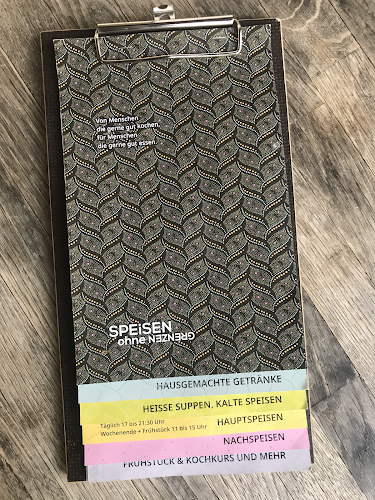 Von Menschen
die gerne gut kochen,
für Menschen
die gerne gut essen.
SPEiSEN
ohne GRENZEN
HAUSGEMACHTE GETRÄNKE
HEISSE SUPPEN, KALTE SPEISEN
Täglich 17 bis 21:30 Uhr
Wochenende + Frühstück 11 bis 15 Uhr
HAUPTSPEISEN
NACHSPEISEN
FRÜHSTÜCK & KOCHKURS UND MEHR